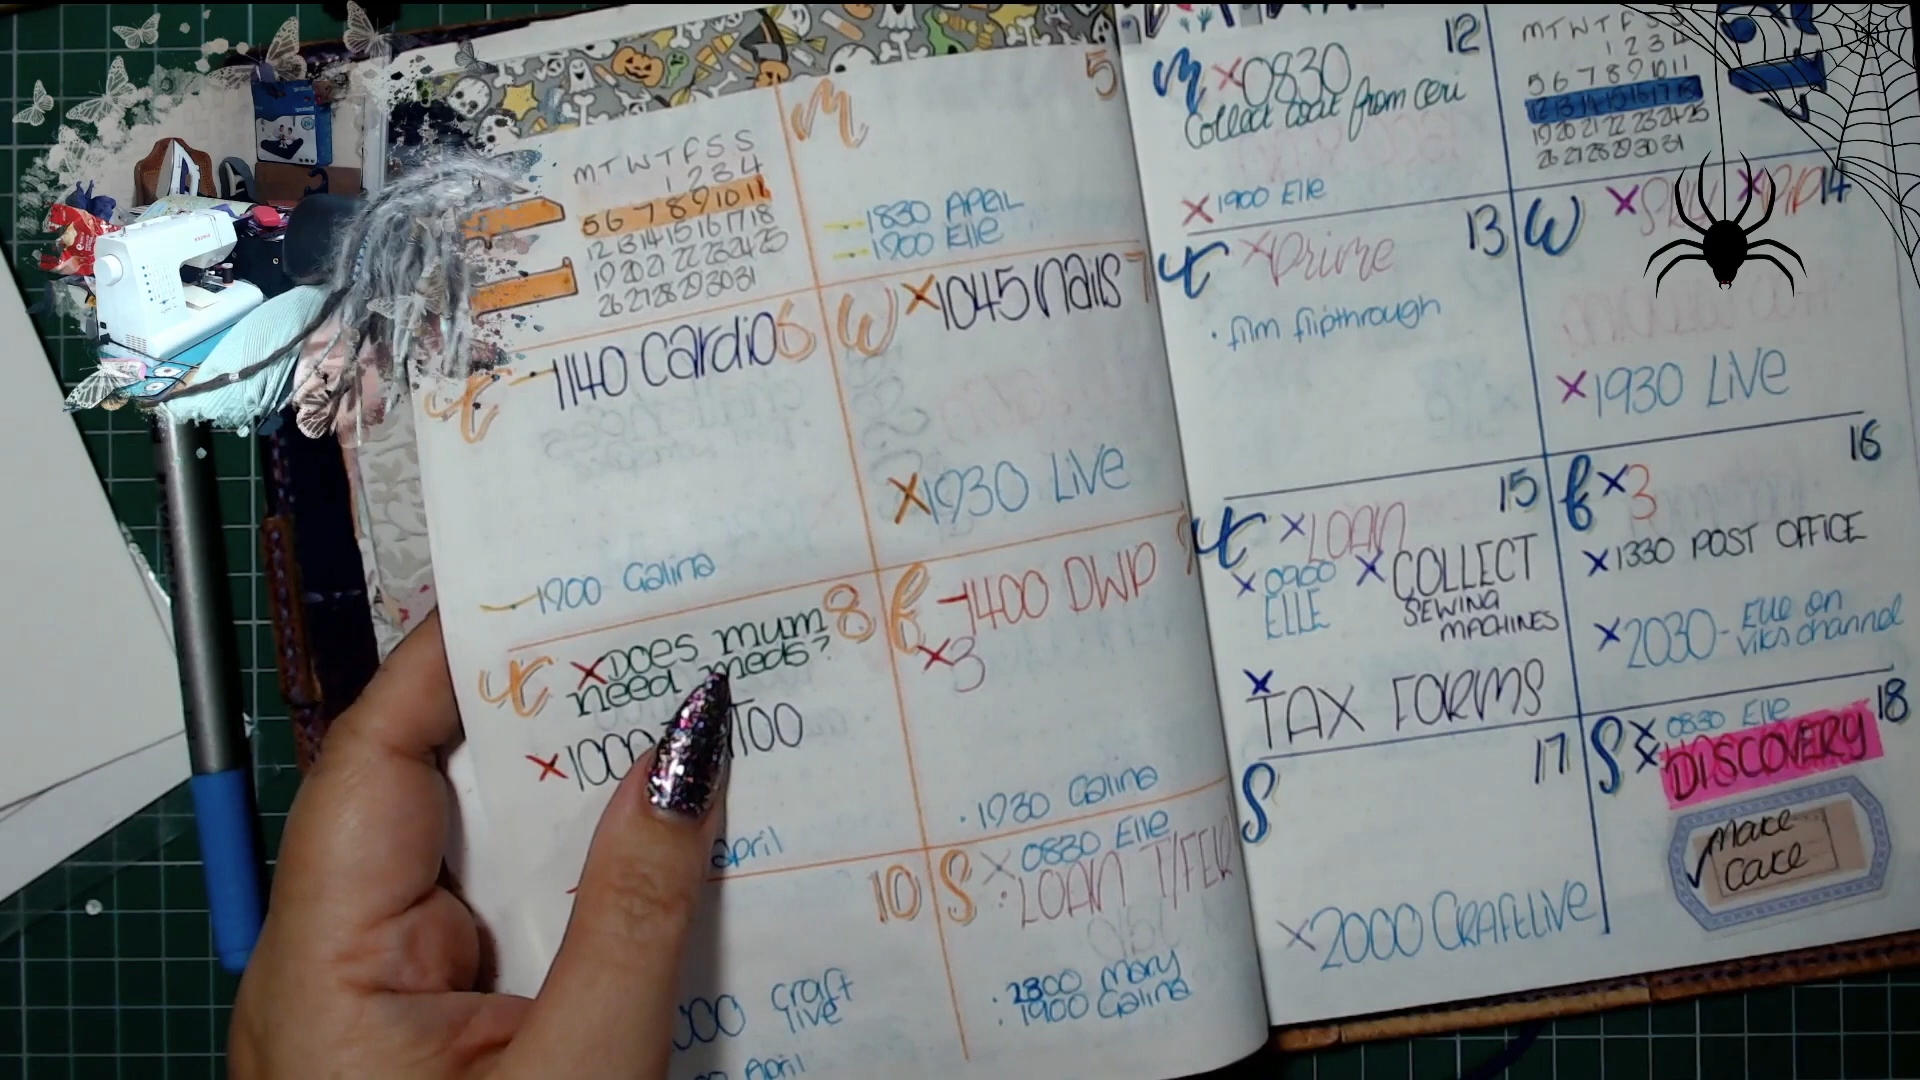 M T W T F S S
1 2 3 4
5 6 7 8 9 10 11
12 13 14 15 16 17 18
19 20 21 22 23 24 25
26 27 28 29 30 31
M 5
1830 APRIL
1900 Elle
T 6
1140 Cardio
1900 Galina
W 7
X 1045 Nails
X 1930 Live
T 8
X Does mum
need meds?
X 1000
April
F 9
1400 DWP
X 3
1930 Galina
10
craft
live
April
S
0830 Elle
LOAN T/FER
1800 Mary
1900 Galina
M 12
X 0830
Collect coat from Ceri
X 1900 Elle
M T W T F S S
1 2 3 4
5 6 7 8 9 10 11
12 13 14 15 16 17 18
19 20 21 22 23 24 25
26 27 28 29 30 31
T 13
X Prime
· film flipthrough
W 14
X 1930 LIVE
T 15
X LOAN
X 0900
ELLE
X COLLECT
SEWING
MACHINES
X
TAX FORMS
F 16
X 3
X 1330 POST OFFICE
X 2030 - Elle on
Viks channel
S 17
X 2000 CRAFTLIVE
S 18
X 0830 Elle
X DISCOVERY
✓ Make
Cake